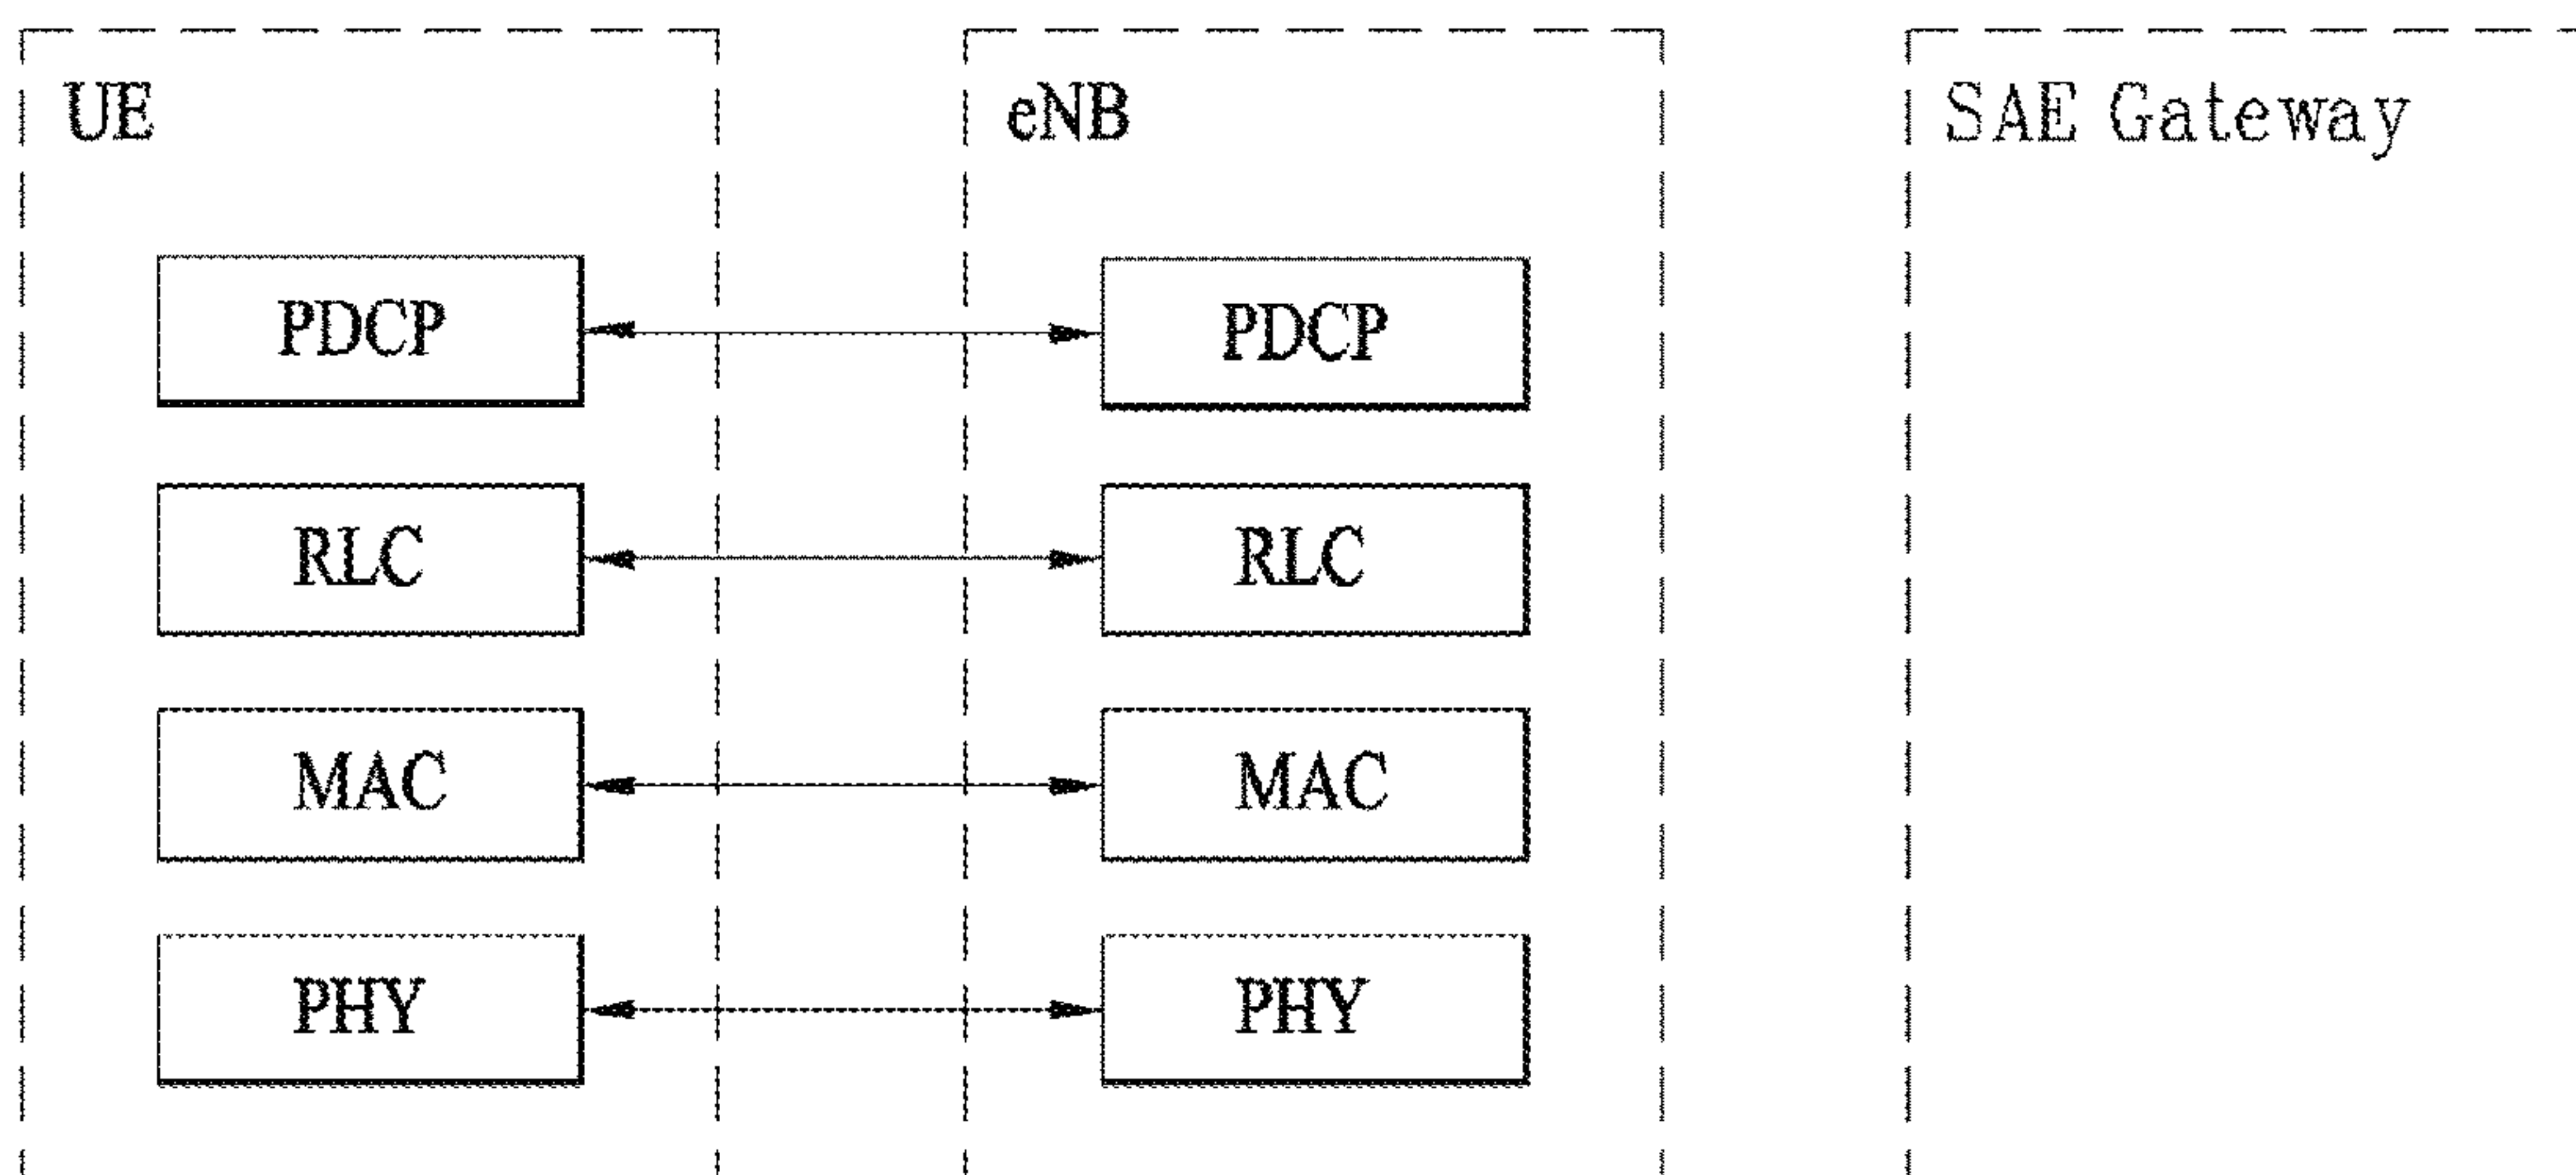 UE
eNB
SAE Gateway
PDCP
PDCP
RLC
RLC
MAC
MAC
PHY
PHY